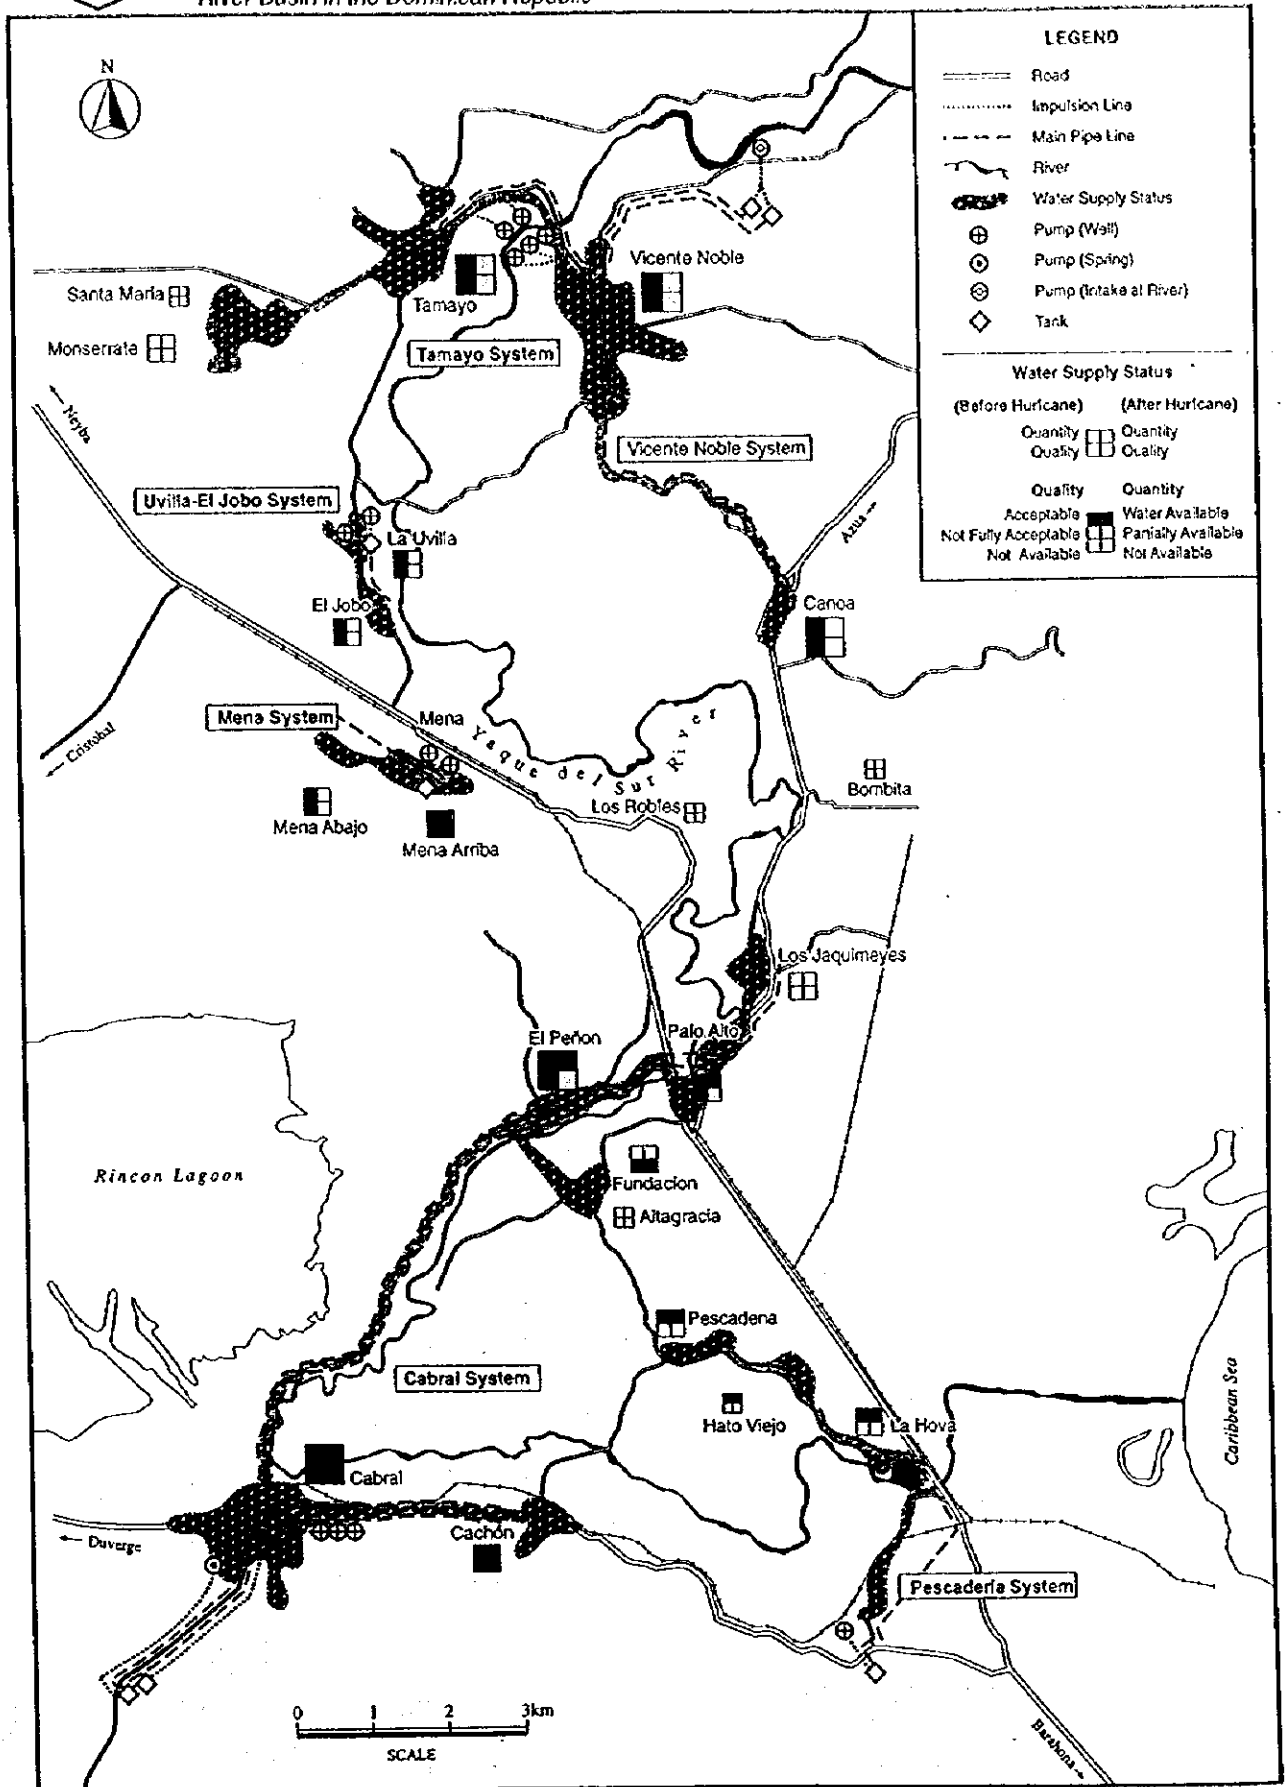 River Basin in the Dominican Republic
N
LEGEND
Road
Impulsion Line
Main Pipe Line
River
Water Supply Status
Pump (Well)
Pump (Spring)
Pump (Intake at River)
Tank
Water Supply Status
(Before Huricane) (After Huricane)
Quantity Quantity
Quality Quality
Quality Quantity
Acceptable Water Available
Not Fully Acceptable Partially Available
Not Available Not Available
Santa Maria
Monserrate
Tamayo
Vicente Noble
Tamayo System
Neyba
Vicente Noble System
Uvilla-El Jobo System
La Uvilla
Azua
El Jobo
Canoa
Mena System
Mena
Yaque del Sur River
Cristobal
Bombita
Los Robles
Mena Abajo
Mena Arriba
Los Jaquimeyes
El Peñon
Palo Alto
Rincon Lagoon
Fundacion
Altagracia
Pescadena
Cabral System
Hato Viejo
La Hova
Caribbean Sea
Cabral
Cachón
Duverge
Pescadería System
0 1 2 3km
SCALE
Barahona